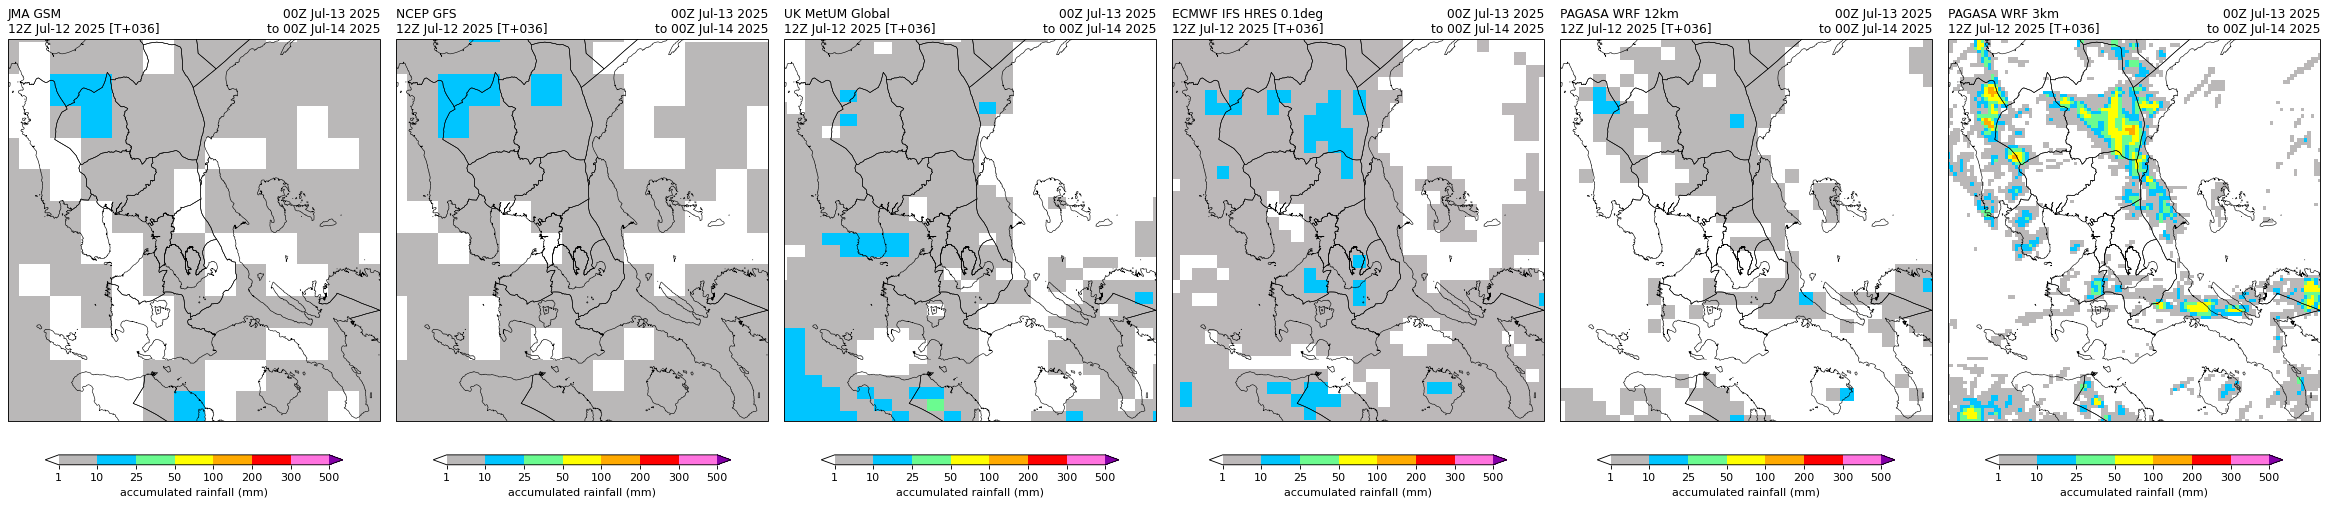 JMA GSM 00Z Jul-13 2025
12Z Jul-12 2025 [T+036] to 00Z Jul-14 2025
1 10 25 50 100 200 300 500
accumulated rainfall (mm)
NCEP GFS 00Z Jul-13 2025
12Z Jul-12 2025 [T+036] to 00Z Jul-14 2025
1 10 25 50 100 200 300 500
accumulated rainfall (mm)
UK MetUM Global 00Z Jul-13 2025
12Z Jul-12 2025 [T+036] to 00Z Jul-14 2025
1 10 25 50 100 200 300 500
accumulated rainfall (mm)
ECMWF IFS HRES 0.1deg 00Z Jul-13 2025
12Z Jul-12 2025 [T+036] to 00Z Jul-14 2025
1 10 25 50 100 200 300 500
accumulated rainfall (mm)
PAGASA WRF 12km 00Z Jul-13 2025
12Z Jul-12 2025 [T+036] to 00Z Jul-14 2025
1 10 25 50 100 200 300 500
accumulated rainfall (mm)
PAGASA WRF 3km 00Z Jul-13 2025
12Z Jul-12 2025 [T+036] to 00Z Jul-14 2025
1 10 25 50 100 200 300 500
accumulated rainfall (mm)